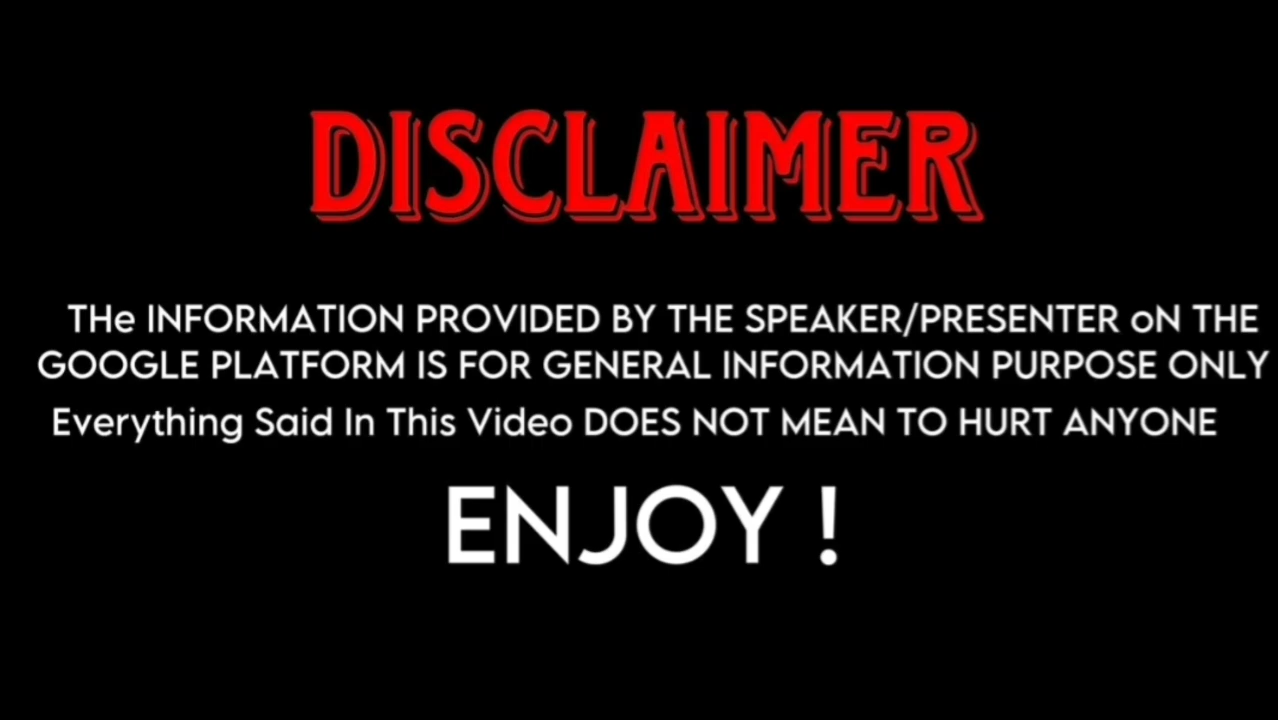 DISCLAIMER
THe INFORMATION PROVIDED BY THE SPEAKER/PRESENTER oN THE
GOOGLE PLATFORM IS FOR GENERAL INFORMATION PURPOSE ONLY
Everything Said In This Video DOES NOT MEAN TO HURT ANYONE
ENJOY !